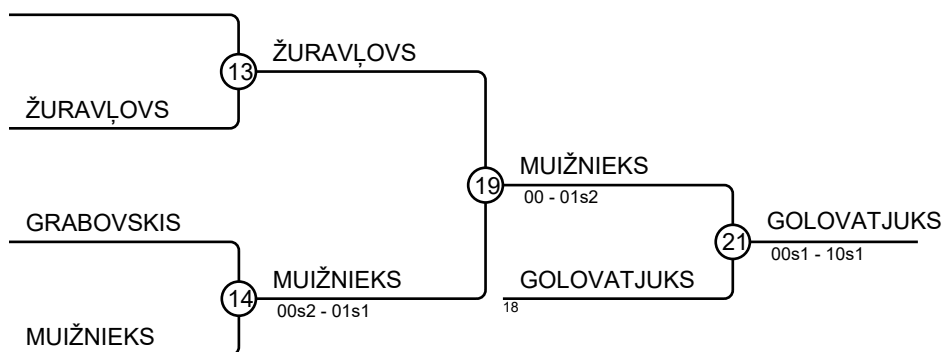 ŽURAVĻOVS
13
ŽURAVĻOVS
MUIŽNIEKS
19
00 - 01s2
GRABOVSKIS
GOLOVATJUKS
21
00s1 - 10s1
MUIŽNIEKS
14
00s2 - 01s1
GOLOVATJUKS
18
MUIŽNIEKS